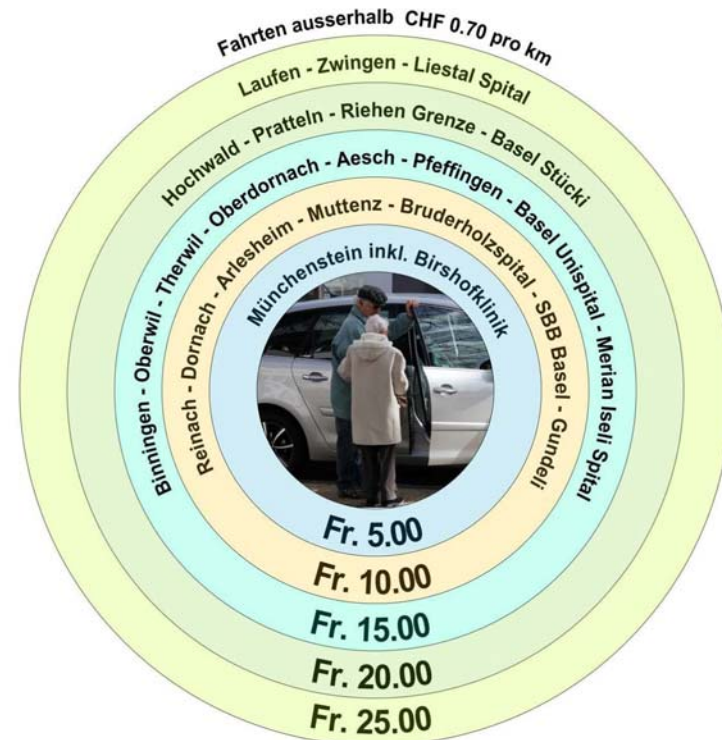 Fahrten ausserhalb CHF 0.70 pro km
Laufen - Zwingen - Liestal Spital
Hochwald - Pratteln - Riehen Grenze - Basel Stücki
Binningen - Oberwil - Therwil - Oberdornach - Aesch - Pfeffingen - Basel Unispital - Merian Iseli Spital
Reinach - Dornach - Arlesheim - Muttenz - Bruderholzspital - SBB Basel - Gundeli
Münchenstein inkl. Birshofklinik
Fr. 5.00
Fr. 10.00
Fr. 15.00
Fr. 20.00
Fr. 25.00